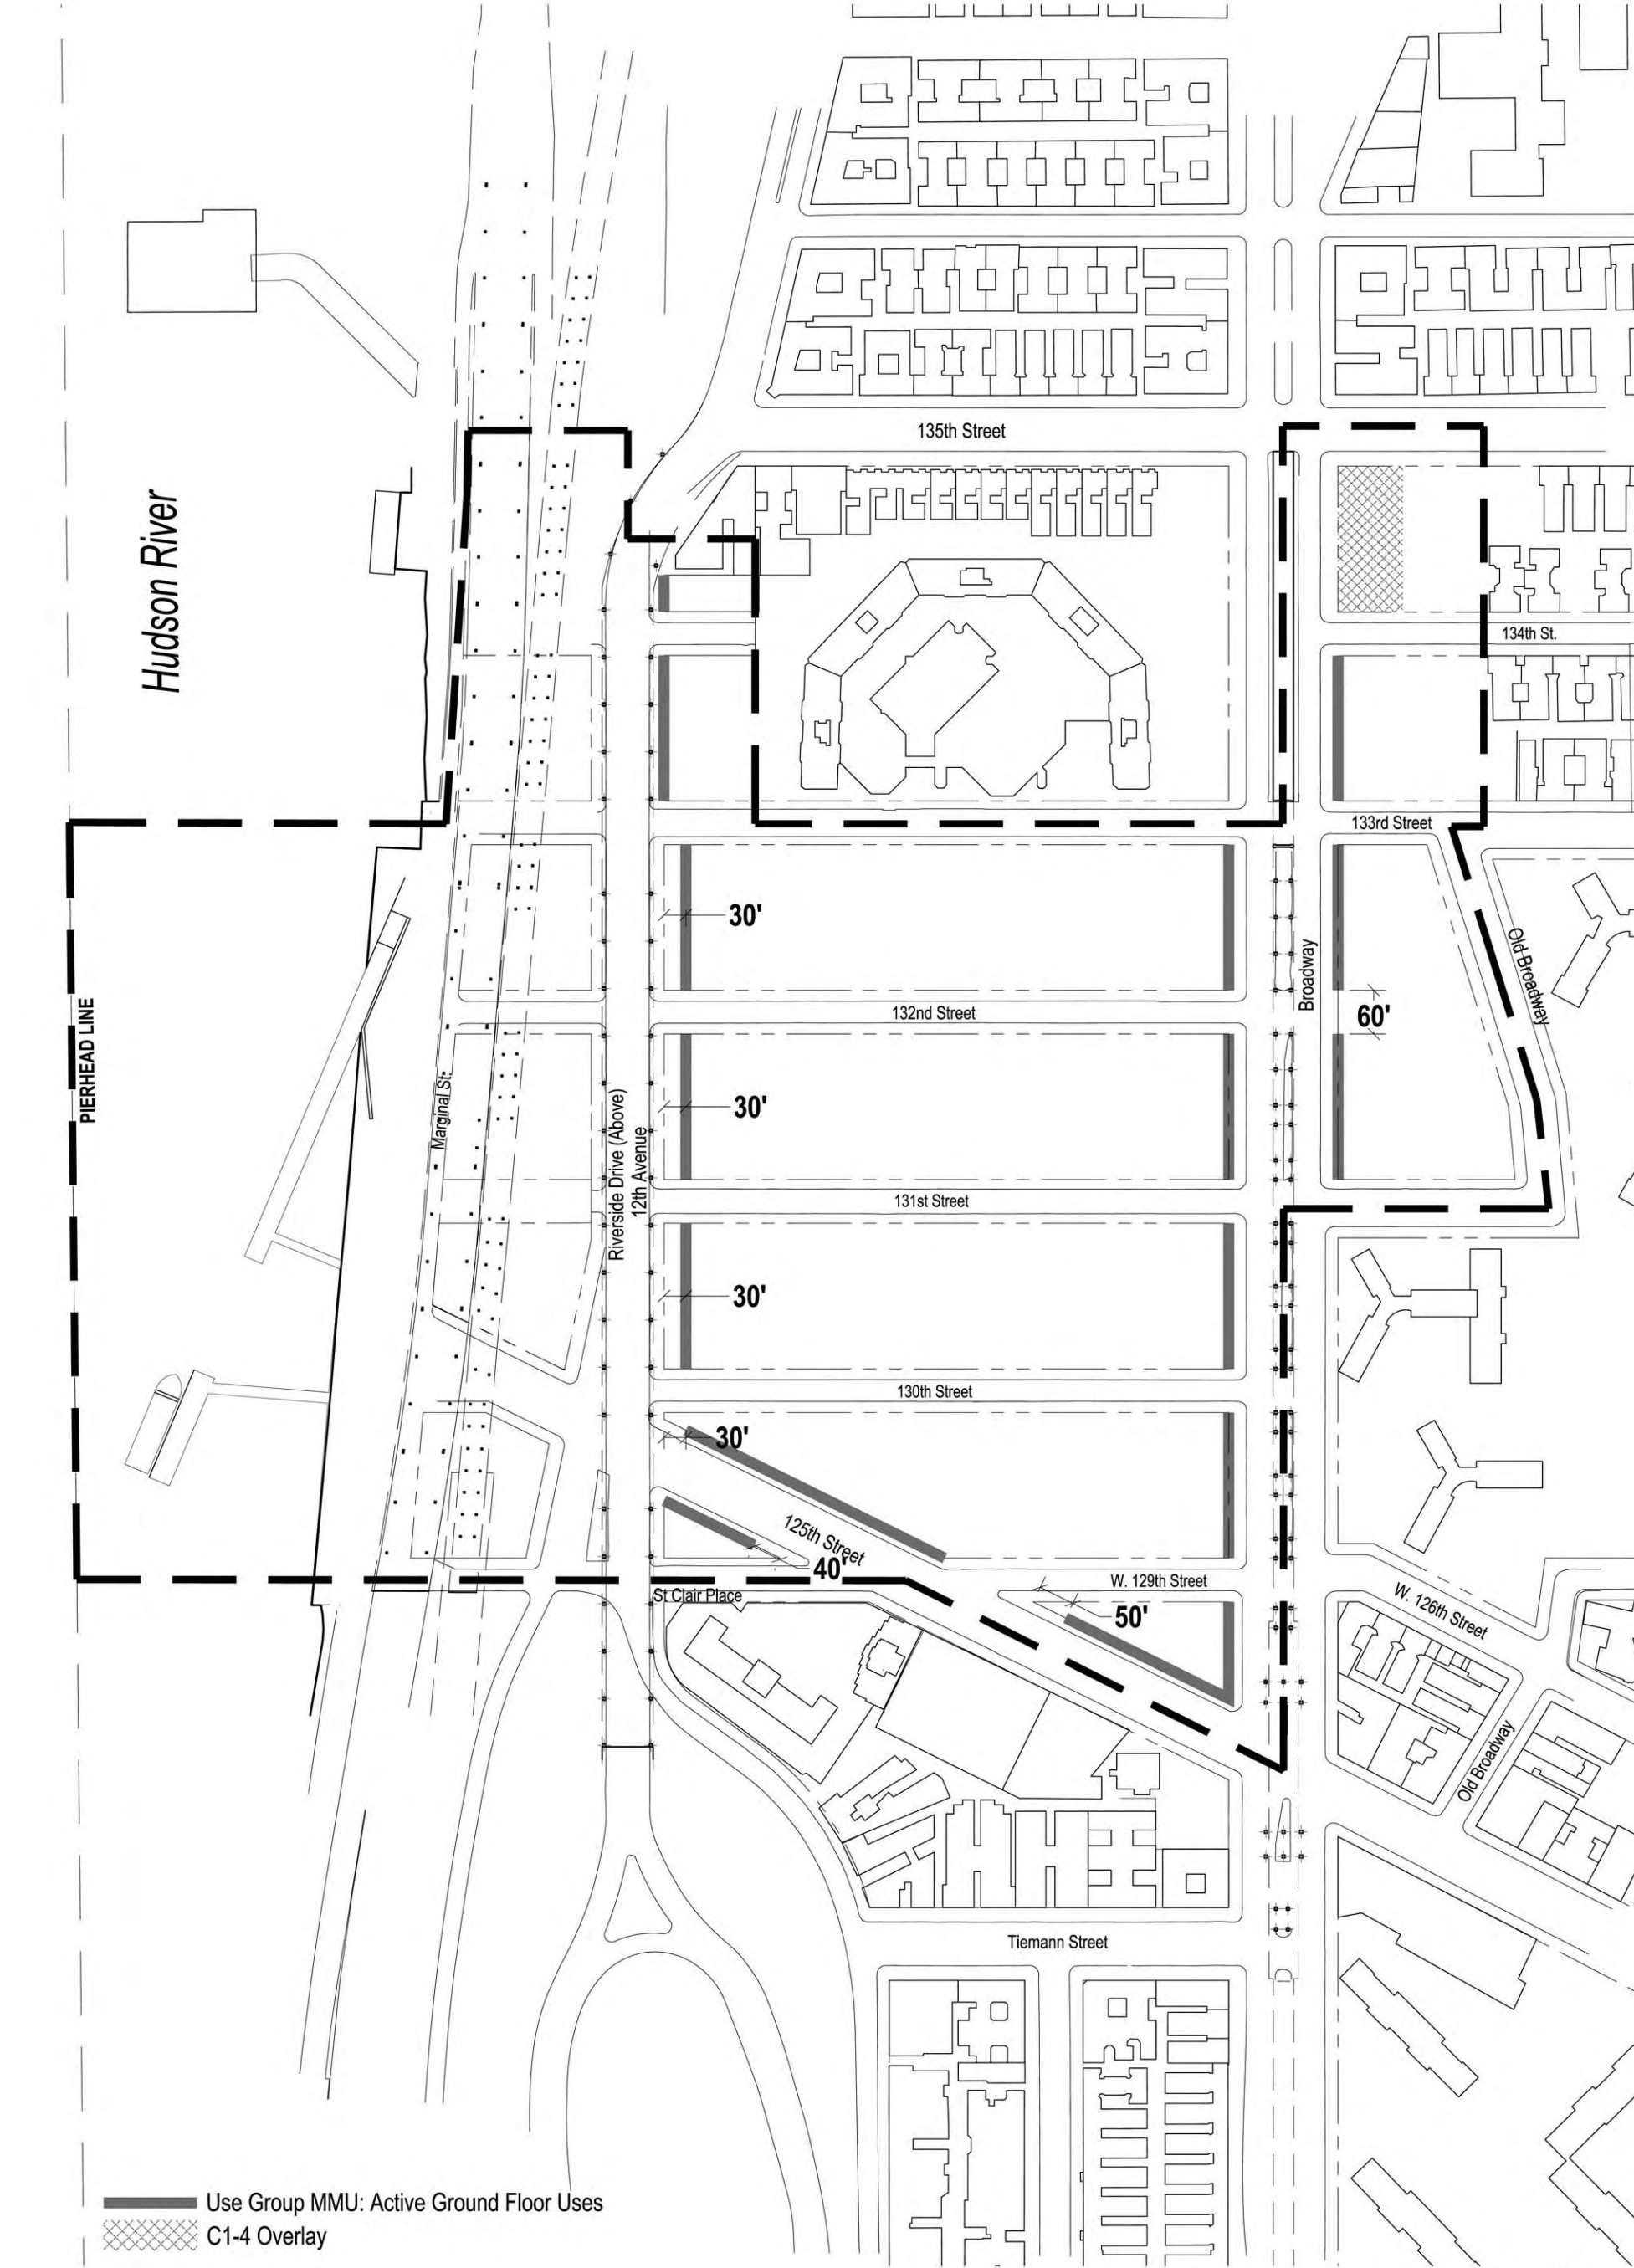 135th Street
Hudson River
134th St.
133rd Street
30'
Broadway
Old Broadway
60'
132nd Street
PIERHEAD LINE
Marginal St.
30'
Riverside Drive (Above)
12th Avenue
131st Street
30'
130th Street
30'
125th Street
40'
W. 129th Street
St Clair Place
50'
W. 126th Street
Old Broadway
Tiemann Street
Use Group MMU: Active Ground Floor Uses
C1-4 Overlay